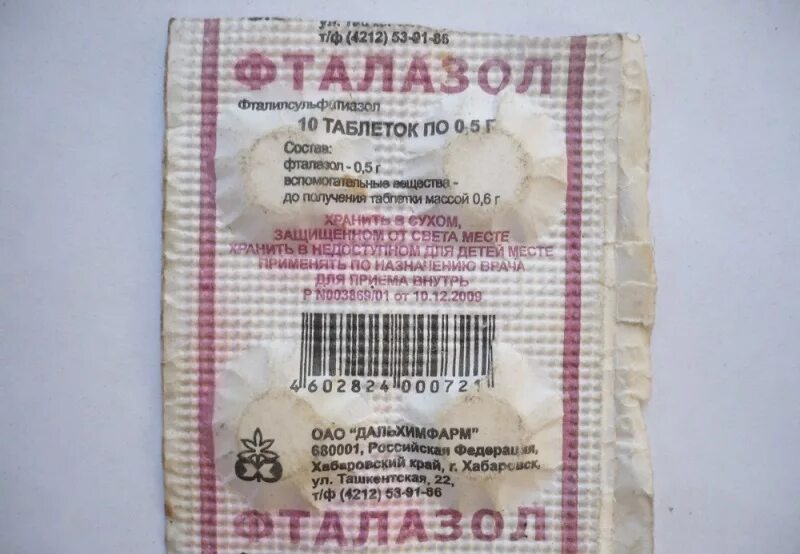 т/ф (4212) 53-91-86
ФТАЛАЗОЛ
Фталилсульфатиазол
10 ТАБЛЕТОК ПО 0,5 Г
Состав:
фталазол - 0,5 г
вспомогательные вещества -
до получения таблетки массой 0,6 г
ХРАНИТЬ В СУХОМ,
ЗАЩИЩЕННОМ ОТ СВЕТА МЕСТЕ
ХРАНИТЬ В НЕДОСТУПНОМ ДЛЯ ДЕТЕЙ МЕСТЕ
ПРИМЕНЯТЬ ПО НАЗНАЧЕНИЮ ВРАЧА
ДЛЯ ПРИЕМА ВНУТРЬ
Р N003869/01 от 10.12.2009
4602824000721
ОАО "ДАЛЬХИМФАРМ"
680001, Российская Федерация,
Хабаровский край, г. Хабаровск,
ул. Ташкентская, 22,
т/ф (4212) 53-91-86
ФТАЛАЗОЛ